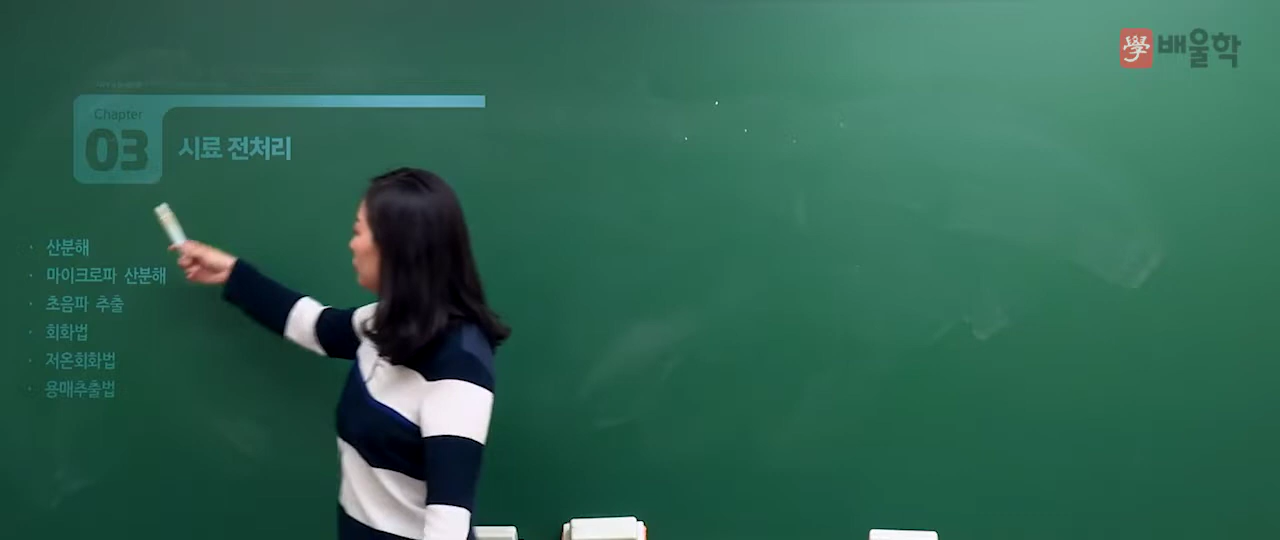 學 배울학
Chapter
03 시료 전처리
· 산분해
· 마이크로파 산분해
· 초음파 추출
· 회화법
· 저온회화법
· 용매추출법